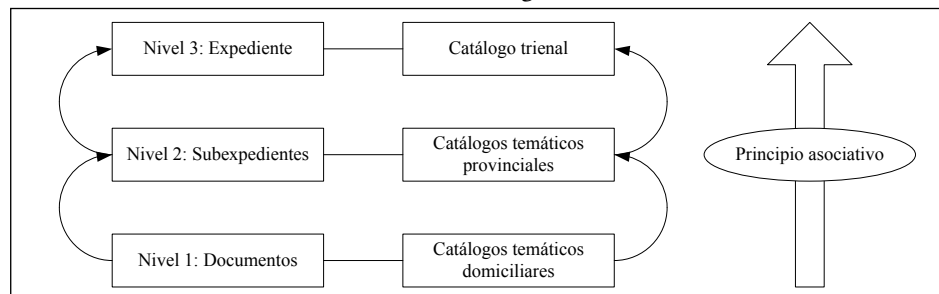 Nivel 3: Expediente
Catálogo trienal
Nivel 2: Subexpedientes
Catálogos temáticos
provinciales
Principio asociativo
Nivel 1: Documentos
Catálogos temáticos
domiciliares